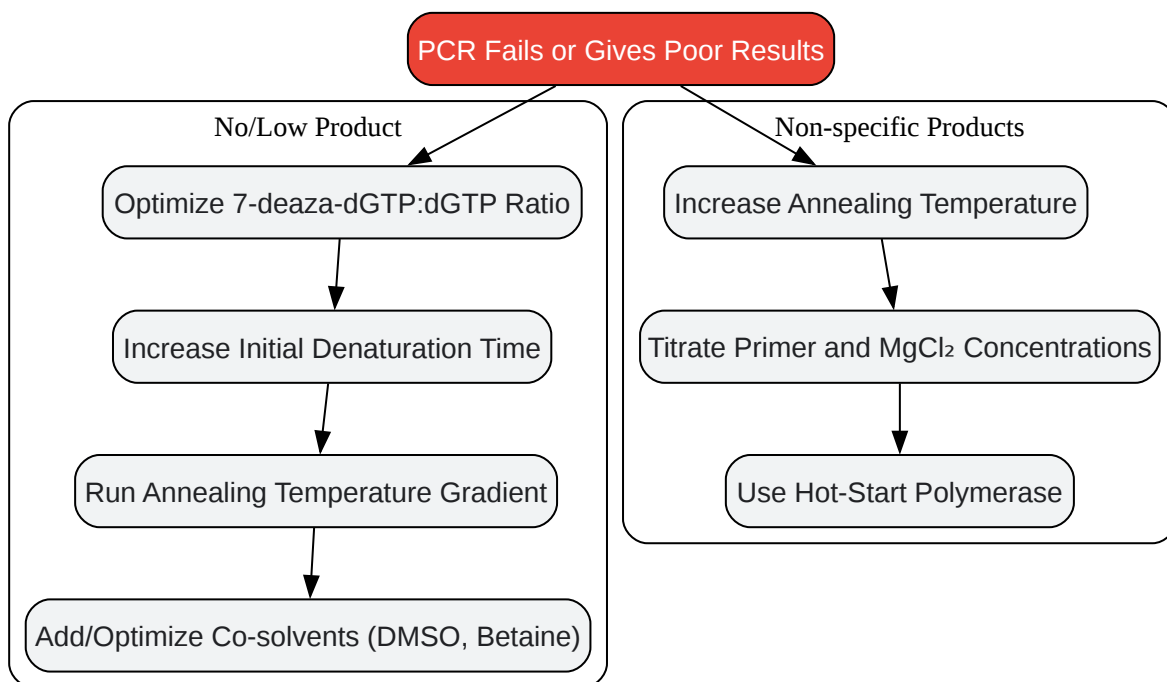 PCR Fails or Gives Poor Results
No/Low Product
Optimize 7-deaza-dGTP:dGTP Ratio
Increase Initial Denaturation Time
Run Annealing Temperature Gradient
Add/Optimize Co-solvents (DMSO, Betaine)
Non-specific Products
Increase Annealing Temperature
Titrate Primer and MgCl₂ Concentrations
Use Hot-Start Polymerase